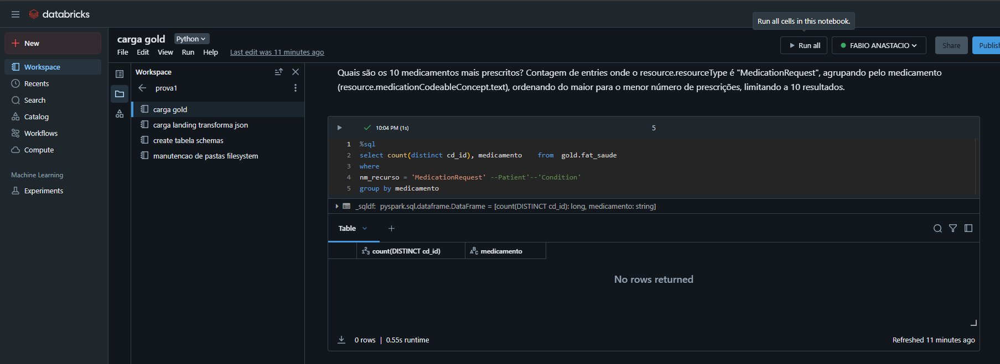 databricks
Run all cells in this notebook.
New
Workspace
Recents
Search
Catalog
Workflows
Compute
Machine Learning
Experiments
carga gold
Python
File Edit View Run Help Last edit was 11 minutes ago
Run all
FABIO ANASTACIO
Share
Publish
Workspace
prova1
carga gold
carga landing transforma json
create tabela schemas
manutencao de pastas filesystem
Quais são os 10 medicamentos mais prescritos? Contagem de entries onde o resource.resourceType é "MedicationRequest", agrupando pelo medicamento
(resource.medicationCodeableConcept.text), ordenando do maior para o menor número de prescrições, limitando a 10 resultados.
10:04 PM (1s)
5
1 %sql
2 select count(distinct cd_id), medicamento from gold.fat_saude
3 where
4 nm_recurso = 'MedicationRequest' --Patient'--'Condition'
5 group by medicamento
_sqldf: pyspark.sql.dataframe.DataFrame = [count(DISTINCT cd_id): long, medicamento: string]
Table
123 count(DISTINCT cd_id)
ABC medicamento
No rows returned
0 rows | 0.55s runtime
Refreshed 11 minutes ago